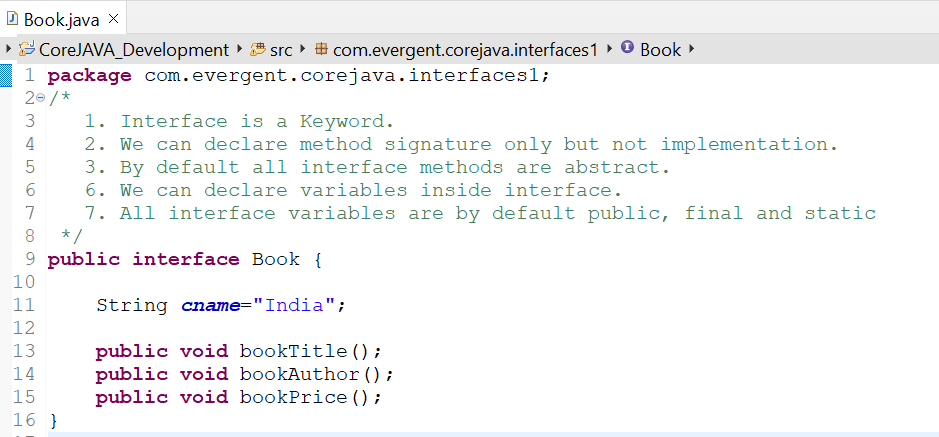 Book.java
CoreJAVA_Development src com.evergent.corejava.interfaces1 Book
1 package com.evergent.corejava.interfaces1;
2 /*
3 1. Interface is a Keyword.
4 2. We can declare method signature only but not implementation.
5 3. By default all interface methods are abstract.
6 6. We can declare variables inside interface.
7 7. All interface variables are by default public, final and static
8 */
9 public interface Book {
10
11 String cname="India";
12
13 public void bookTitle();
14 public void bookAuthor();
15 public void bookPrice();
16 }